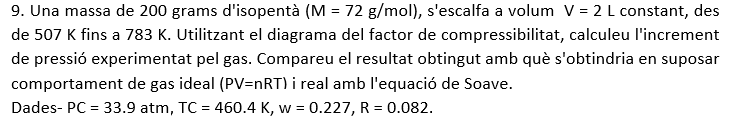 9. Una massa de 200 grams d'isopentà (M = 72 g/mol), s'escalfa a volum V = 2 L constant, des
de 507 K fins a 783 K. Utilitzant el diagrama del factor de compressibilitat, calculeu l'increment
de pressió experimentat pel gas. Compareu el resultat obtingut amb què s'obtindria en suposar
comportament de gas ideal (PV=nRT) i real amb l'equació de Soave.
Dades- PC = 33.9 atm, TC = 460.4 K, w = 0.227, R = 0.082.